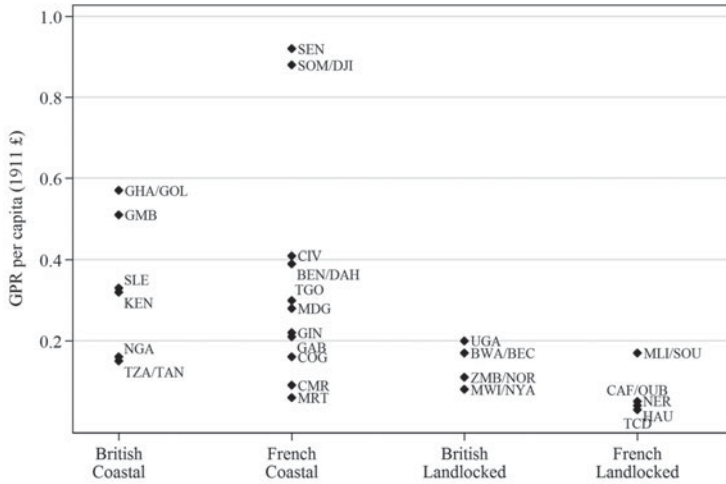 1.0
0.8
0.6
0.4
0.2
GPR per capita (1911 £)
GHA/GOL
GMB
SLE
KEN
NGA
TZA/TAN
SEN
SOM/DJI
CIV
BEN/DAH
TGO
MDG
GIN
GAB
COG
CMR
MRT
UGA
BWA/BEC
ZMB/NOR
MWI/NYA
MLI/SOU
CAF/OUB
NER
HAU
TCD
British
Coastal
French
Coastal
British
Landlocked
French
Landlocked